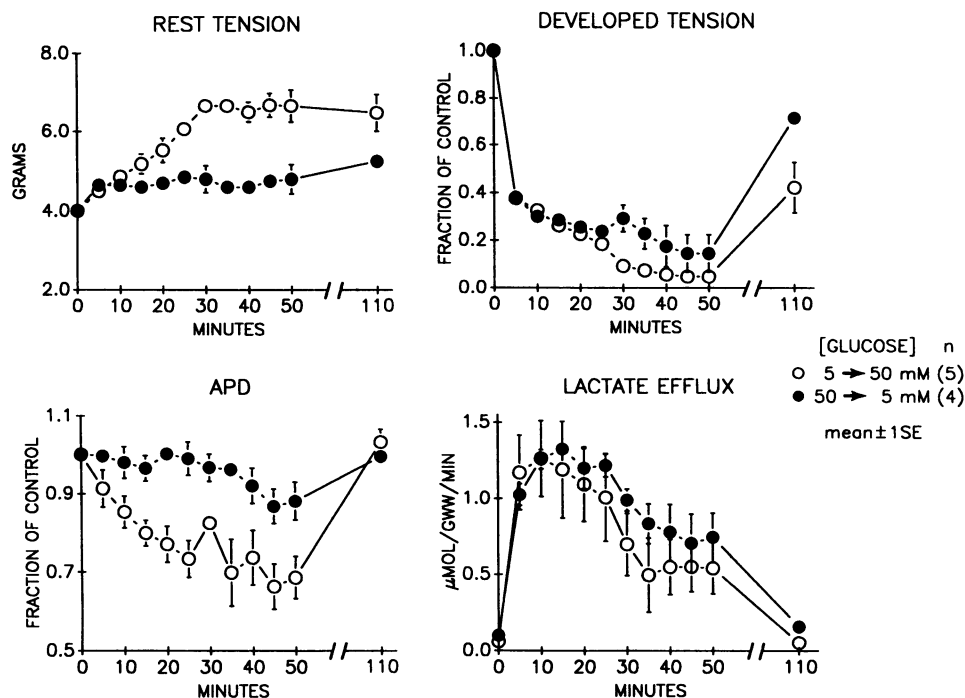 REST TENSION
8.0
6.0
4.0
2.0
GRAMS
0 10 20 30 40 50 110
MINUTES
DEVELOPED TENSION
1.0
0.8
0.6
0.4
0.2
0.0
FRACTION OF CONTROL
0 10 20 30 40 50 110
MINUTES
[GLUCOSE] n
5 → 50 mM (5)
50 → 5 mM (4)
mean±1SE
APD
1.1
0.9
0.7
0.5
FRACTION OF CONTROL
0 10 20 30 40 50 110
MINUTES
LACTATE EFFLUX
1.5
1.0
0.5
0.0
μMOL/GWW/MIN
0 10 20 30 40 50 110
MINUTES